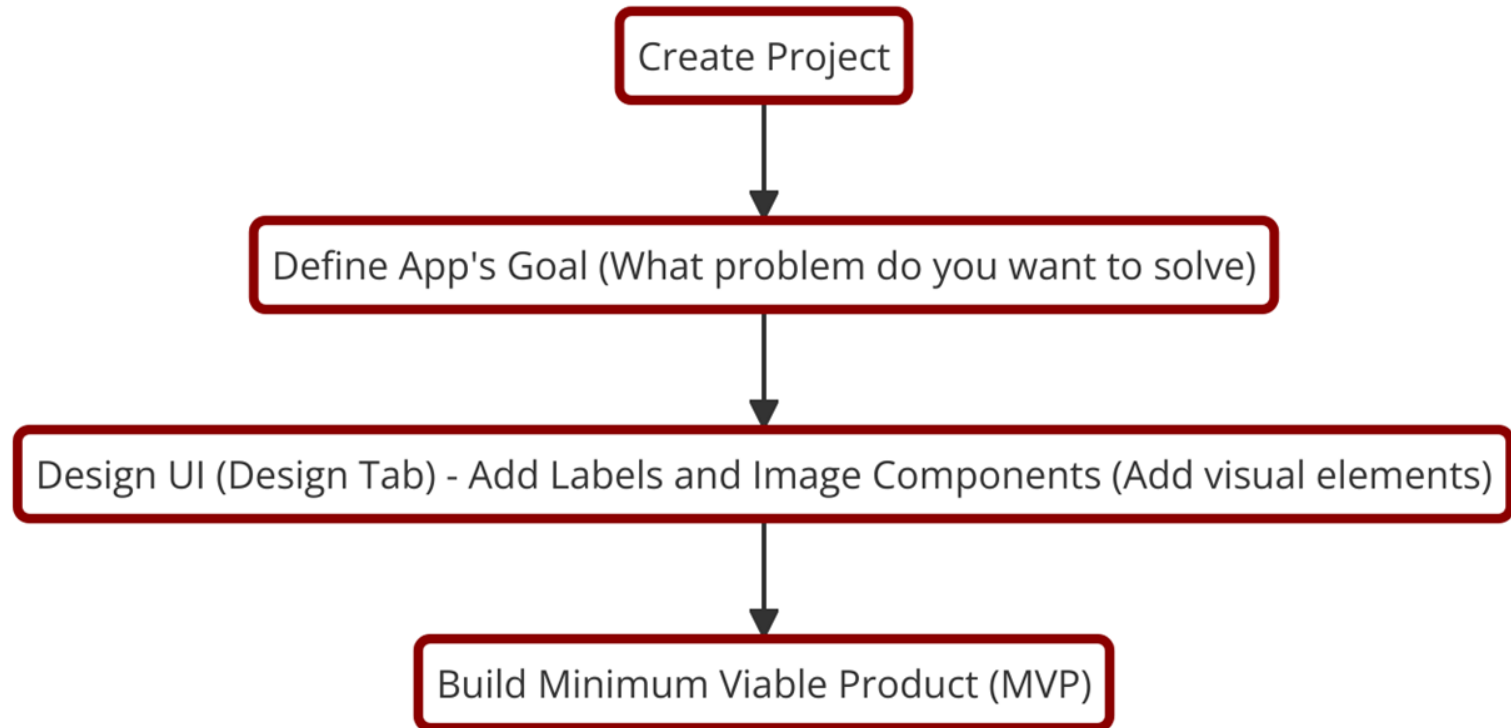 Create Project
Define App's Goal (What problem do you want to solve)
Design UI (Design Tab) - Add Labels and Image Components (Add visual elements)
Build Minimum Viable Product (MVP)